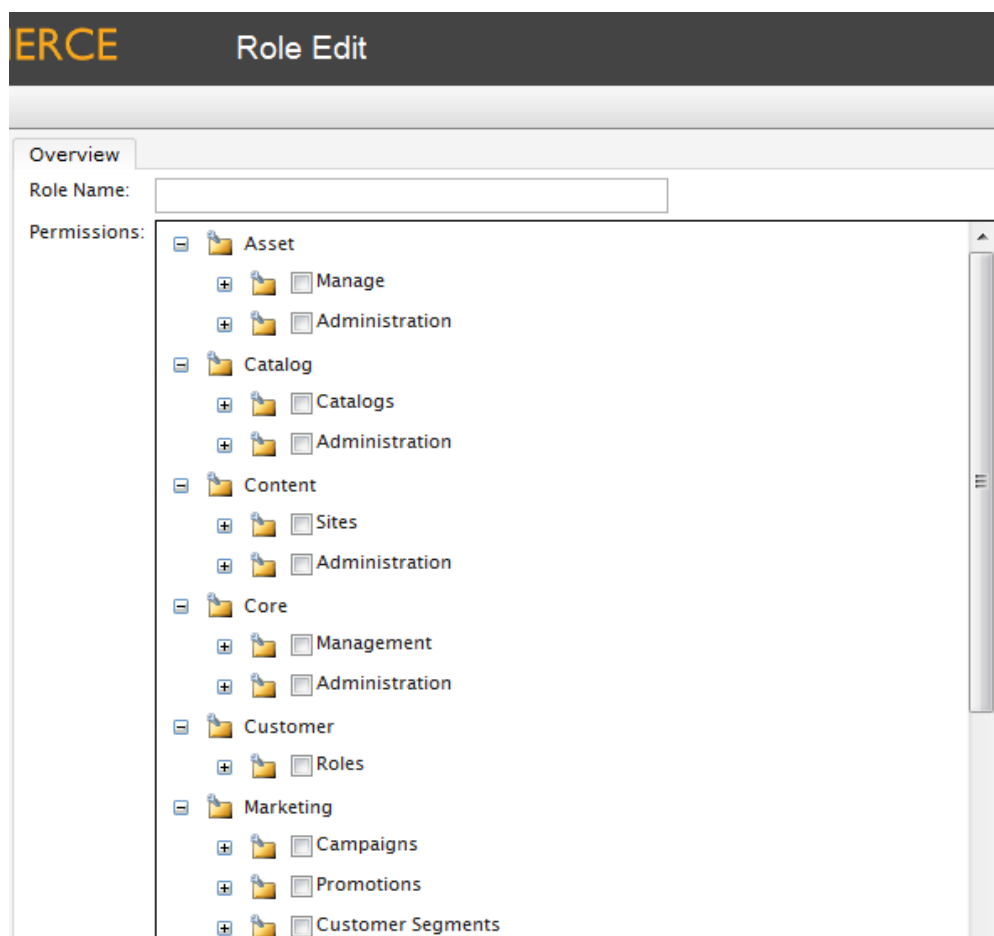 IERCE Role Edit
Overview
Role Name:
Permissions:
Asset
Manage
Administration
Catalog
Catalogs
Administration
Content
Sites
Administration
Core
Management
Administration
Customer
Roles
Marketing
Campaigns
Promotions
Customer Segments